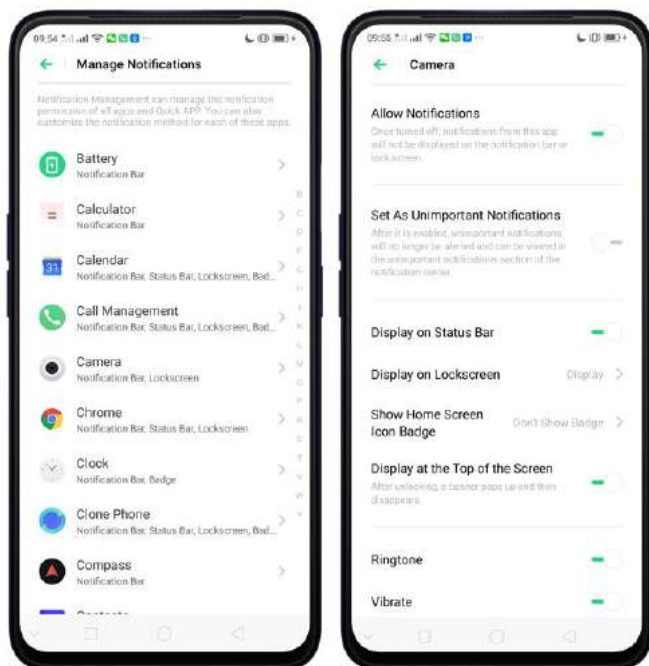 09:54
Manage Notifications
Notification Management can manage the notification
permission of all apps and Quick APP. You can also
customize the notification method for each of these apps.
Battery
Notification Bar
Calculator
Notification Bar
31
Calendar
Notification Bar, Status Bar, Lockscreen, Bad...
Call Management
Notification Bar, Status Bar, Lockscreen, Bad...
Camera
Notification Bar, Lockscreen
Chrome
Notification Bar, Status Bar, Lockscreen
Clock
Notification Bar, Badge
Clone Phone
Notification Bar, Status Bar, Lockscreen, Bad...
Compass
Notification Bar
09:55
Camera
Allow Notifications
Once turned off, notifications from this app
will not be displayed on the notification bar or
lock screen.
Set As Unimportant Notifications
After it is enabled, unimportant notifications
will no longer be alerted and can be viewed in
the unimportant notifications section of the
notification center
Display on Status Bar
Display on Lockscreen Display
Show Home Screen
Icon Badge Don't Show Badge
Display at the Top of the Screen
After unlocking, a banner pops up and then
disappears.
Ringtone
Vibrate